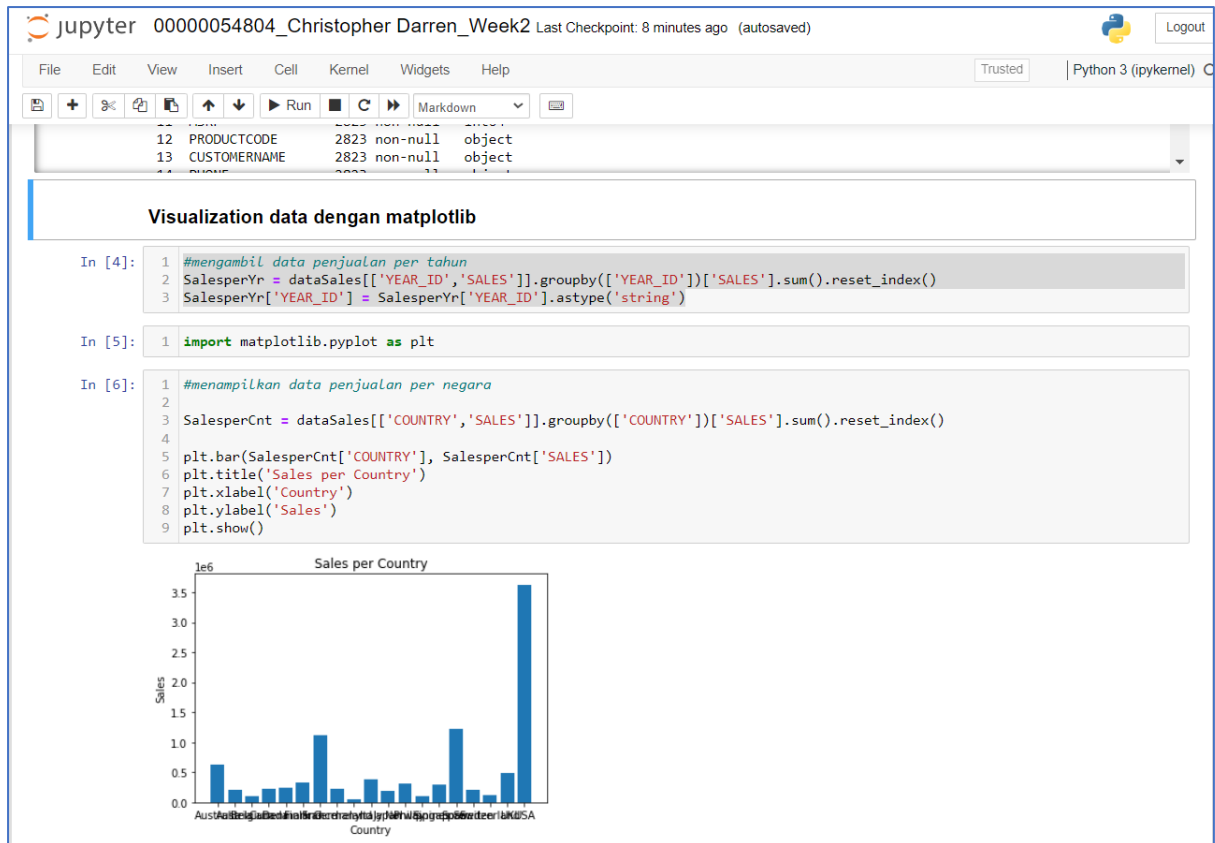 jupyter 00000054804_Christopher Darren_Week2 Last Checkpoint: 8 minutes ago (autosaved) Logout
File Edit View Insert Cell Kernel Widgets Help Trusted Python 3 (ipykernel)
Run Markdown
12 PRODUCTCODE 2823 non-null object
13 CUSTOMERNAME 2823 non-null object
Visualization data dengan matplotlib
In [4]: 1 #mengambil data penjualan per tahun
2 SalesperYr = dataSales[['YEAR_ID','SALES']].groupby(['YEAR_ID'])['SALES'].sum().reset_index()
3 SalesperYr['YEAR_ID'] = SalesperYr['YEAR_ID'].astype('string')
In [5]: 1 import matplotlib.pyplot as plt
In [6]: 1 #menampilkan data penjualan per negara
2
3 SalesperCnt = dataSales[['COUNTRY','SALES']].groupby(['COUNTRY'])['SALES'].sum().reset_index()
4
5 plt.bar(SalesperCnt['COUNTRY'], SalesperCnt['SALES'])
6 plt.title('Sales per Country')
7 plt.xlabel('Country')
8 plt.ylabel('Sales')
9 plt.show()
1e6 Sales per Country
3.5
3.0
2.5
2.0
Sales
1.5
1.0
0.5
0.0
Country